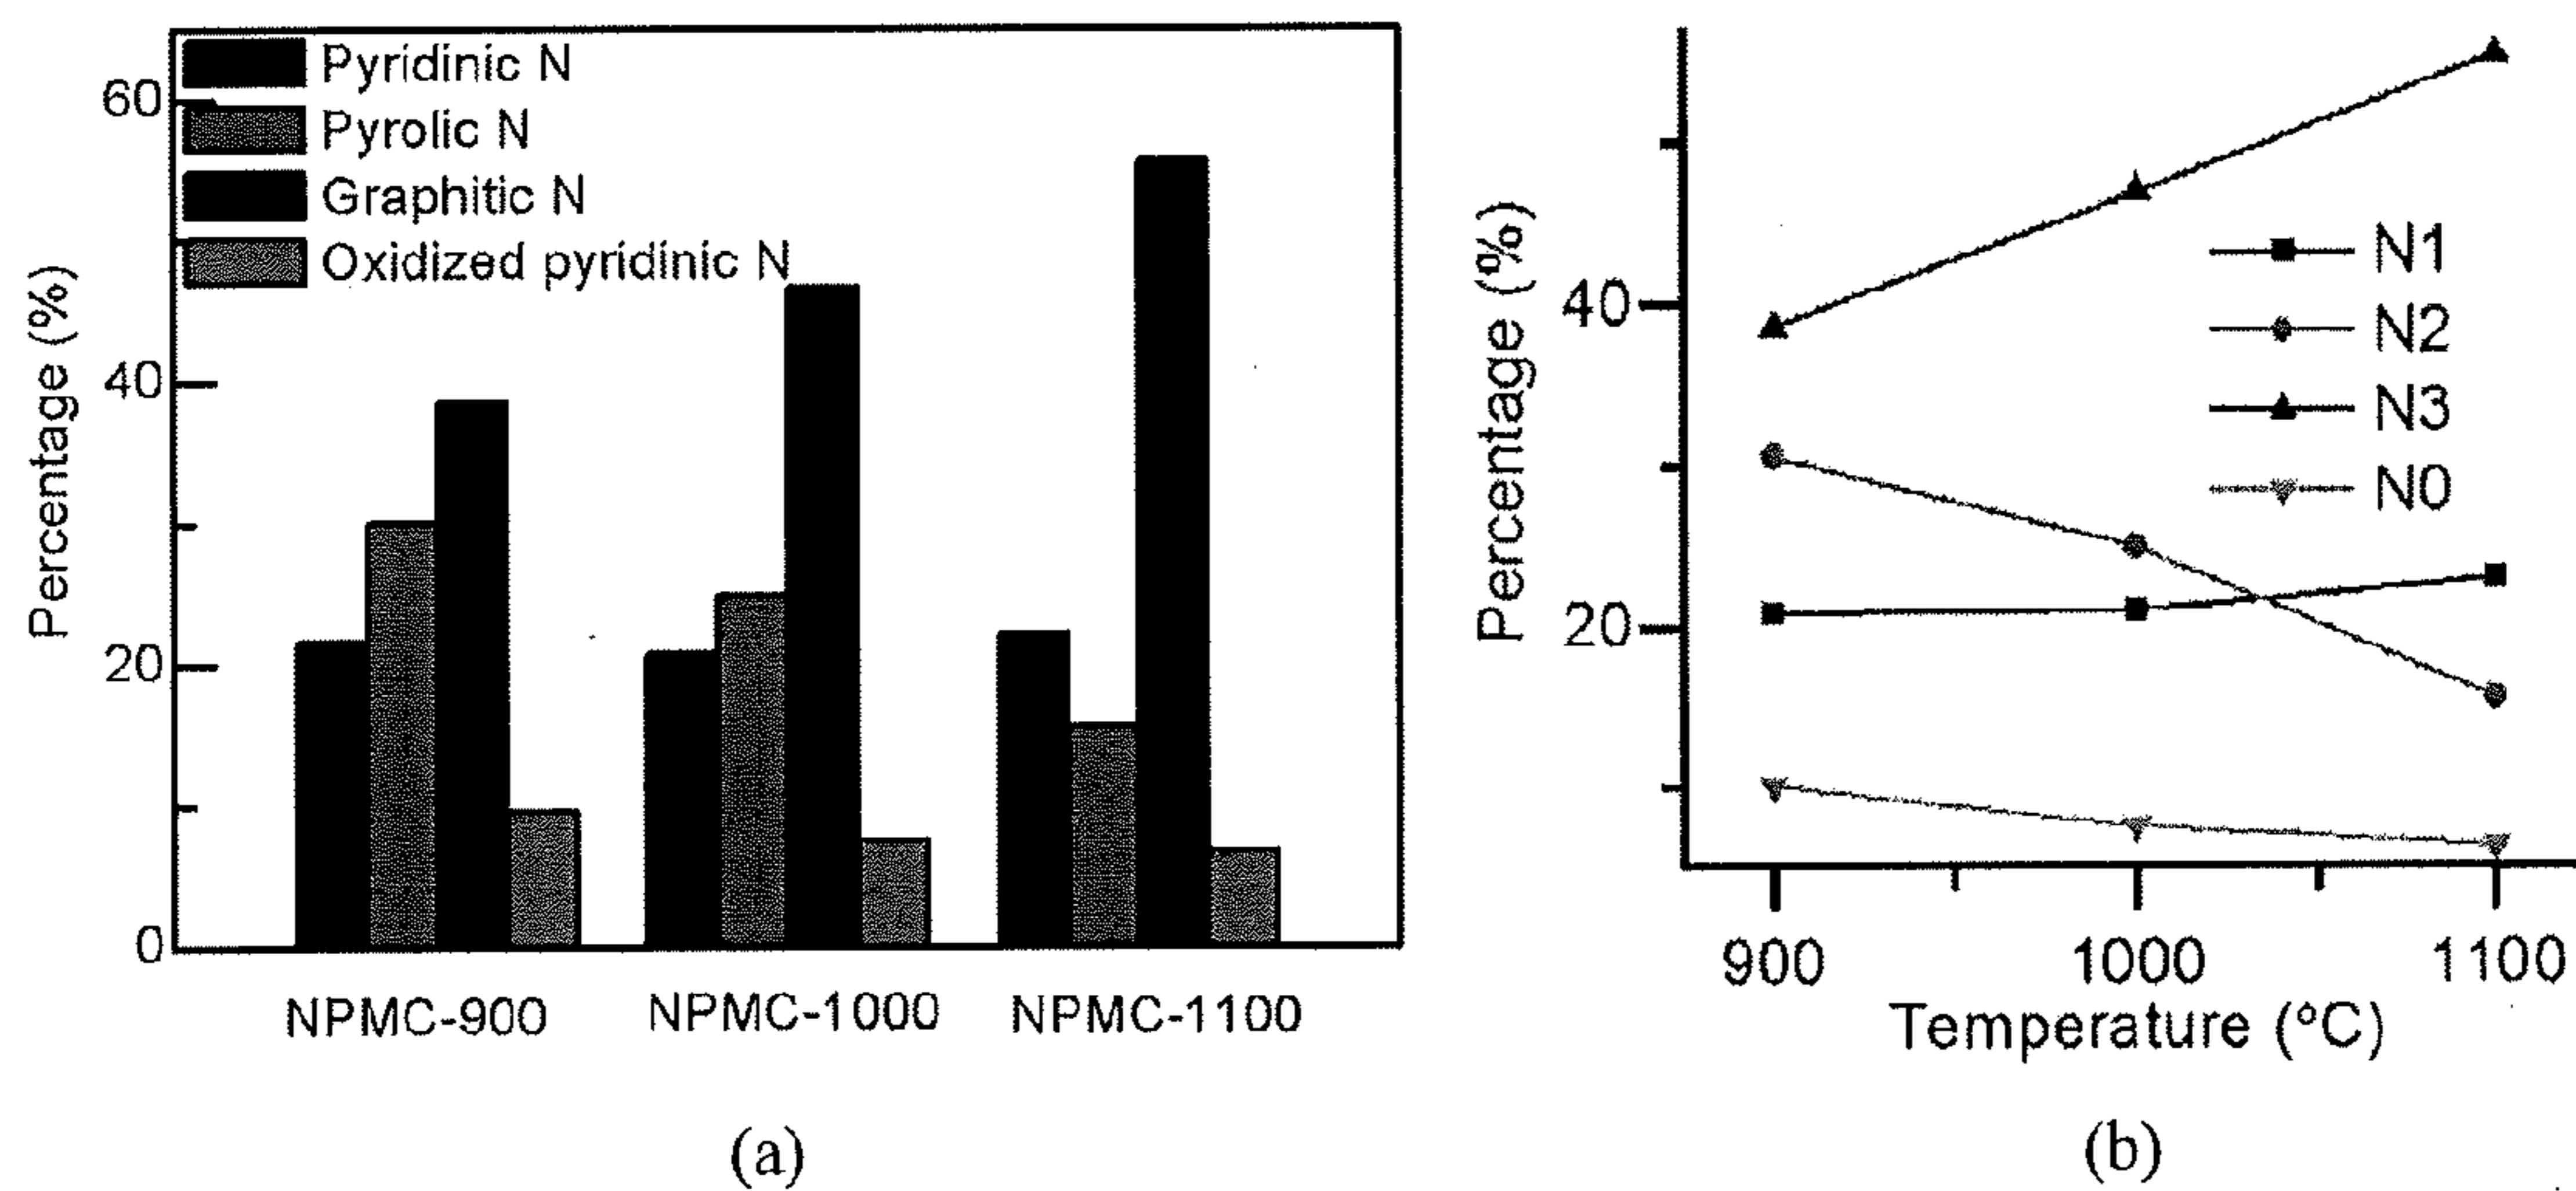 Pyridinic N
Pyrolic N
Graphitic N
Oxidized pyridinic N
Percentage (%)
60
40
20
0
NPMC-900
NPMC-1000
NPMC-1100
(a)
Percentage (%)
40
20
N1
N2
N3
N0
900
1000
1100
Temperature (°C)
(b)